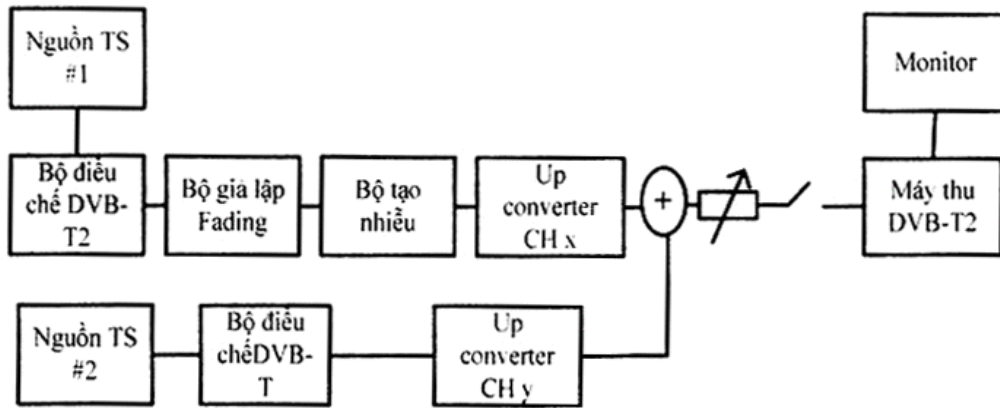 Nguồn TS
#1
Monitor
Bộ điều
chế DVB-
T2
Bộ giả lập
Fading
Bộ tạo
nhiễu
Up
converter
CH x
+
Máy thu
DVB-T2
Nguồn TS
#2
Bộ điều
chếDVB-
T
Up
converter
CH y